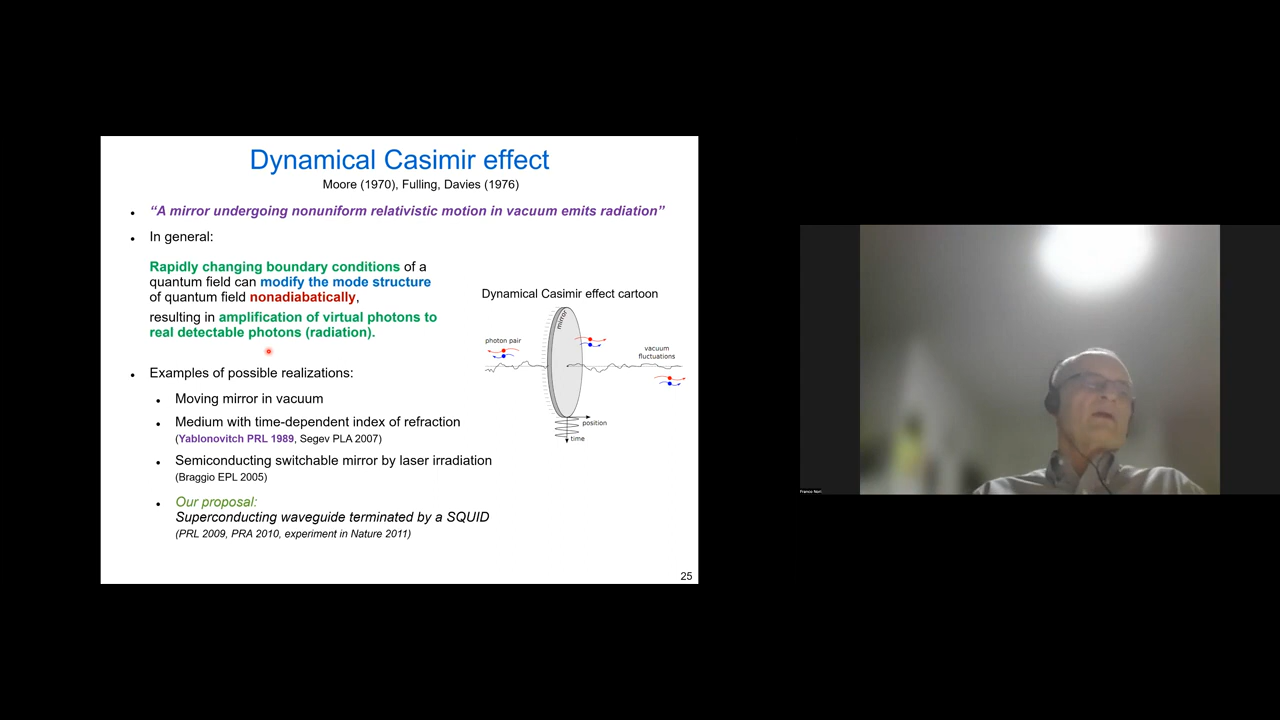 Dynamical Casimir effect
Moore (1970), Fulling, Davies (1976)
• “A mirror undergoing nonuniform relativistic motion in vacuum emits radiation”
• In general:
Rapidly changing boundary conditions of a
quantum field can modify the mode structure
of quantum field nonadiabatically,
resulting in amplification of virtual photons to
real detectable photons (radiation).
Dynamical Casimir effect cartoon
mirror
photon pair
vacuum
fluctuations
position
time
• Examples of possible realizations:
• Moving mirror in vacuum
• Medium with time-dependent index of refraction
(Yablonovitch PRL 1989, Segev PLA 2007)
• Semiconducting switchable mirror by laser irradiation
(Braggio EPL 2005)
• Our proposal:
Superconducting waveguide terminated by a SQUID
(PRL 2009, PRA 2010, experiment in Nature 2011)
25
Franco Nori